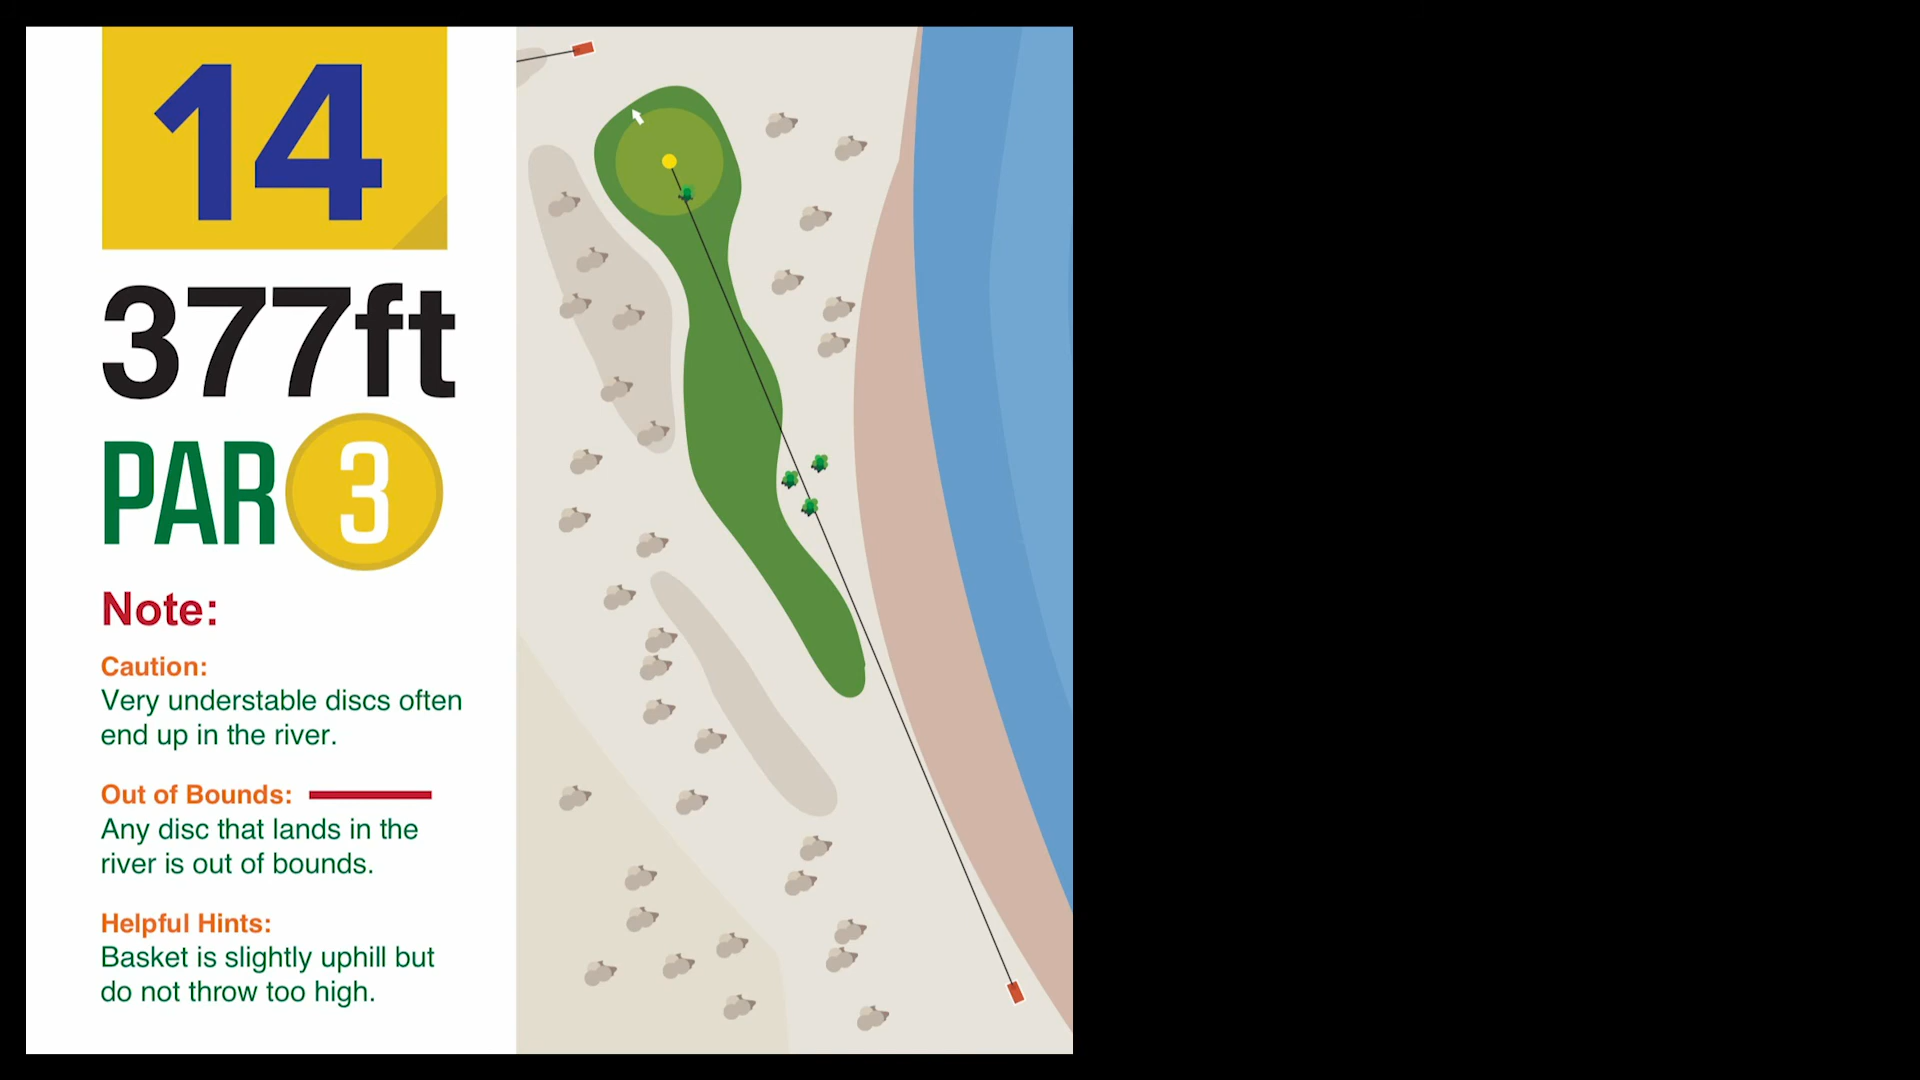 14
377ft
PAR 3
Note:
Caution:
Very understable discs often
end up in the river.
Out of Bounds:
Any disc that lands in the
river is out of bounds.
Helpful Hints:
Basket is slightly uphill but
do not throw too high.